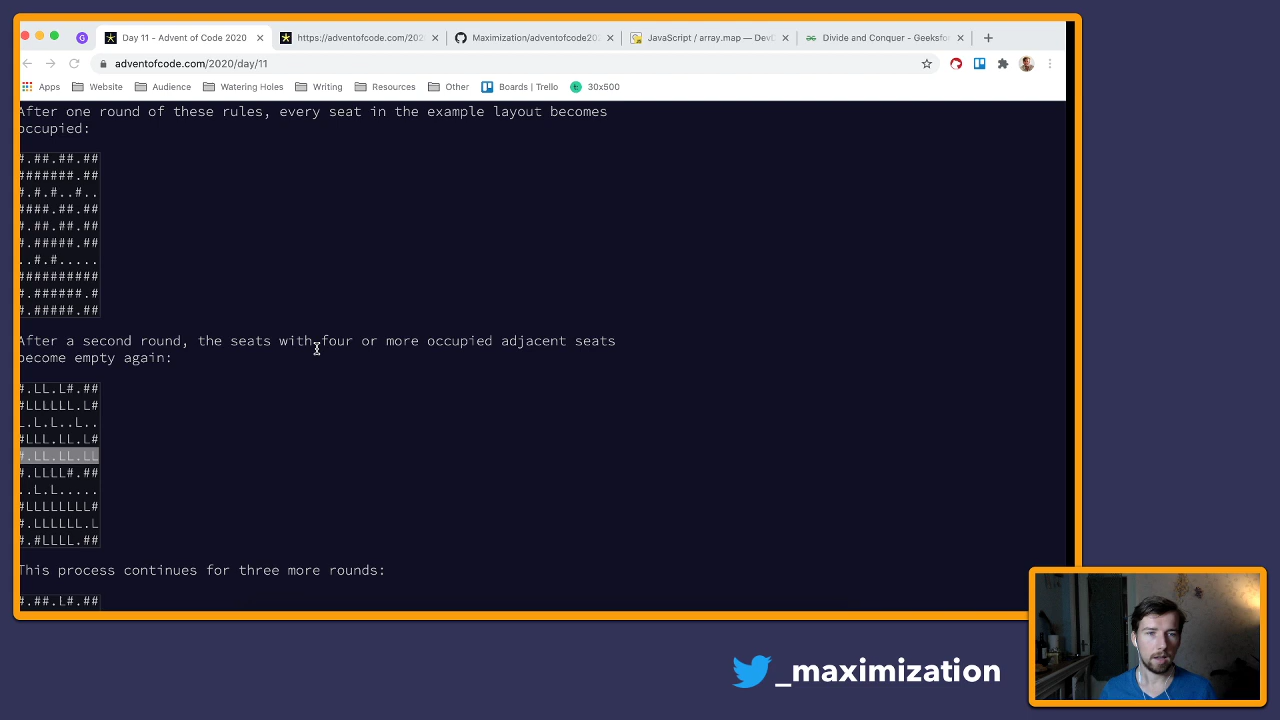 Day 11 - Advent of Code 2020
https://adventofcode.com/202
Maximization/adventofcode202
JavaScript / array.map — DevD
Divide and Conquer - Geeksfo
adventofcode.com/2020/day/11
Apps
Website
Audience
Watering Holes
Writing
Resources
Other
Boards | Trello
30x500
After one round of these rules, every seat in the example layout becomes
occupied:
#.##.##.##
#######.##
#.#.#..#..
####.##.##
#.##.##.##
#.#####.##
..#.#.....
##########
#.######.#
#.#####.##
After a second round, the seats with four or more occupied adjacent seats
become empty again:
#.LL.L#.##
#LLLLLL.L#
L.L.L..L..
#LLL.LL.L#
#.LL.LL.LL
#.LLLL#.##
..L.L.....
#LLLLLLLL#
#.LLLLLL.L
#.#LLLL.##
This process continues for three more rounds:
#.##.L#.##
_maximization